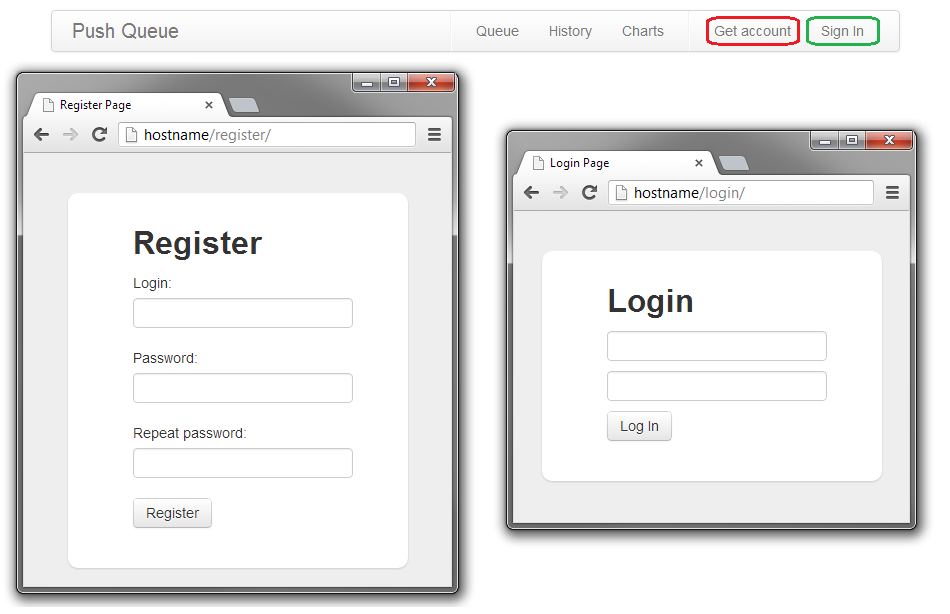 Push Queue Queue History Charts Get account Sign In
Register Page
hostname/register/
Register
Login:
Password:
Repeat password:
Register
Login Page
hostname/login/
Login
Log In